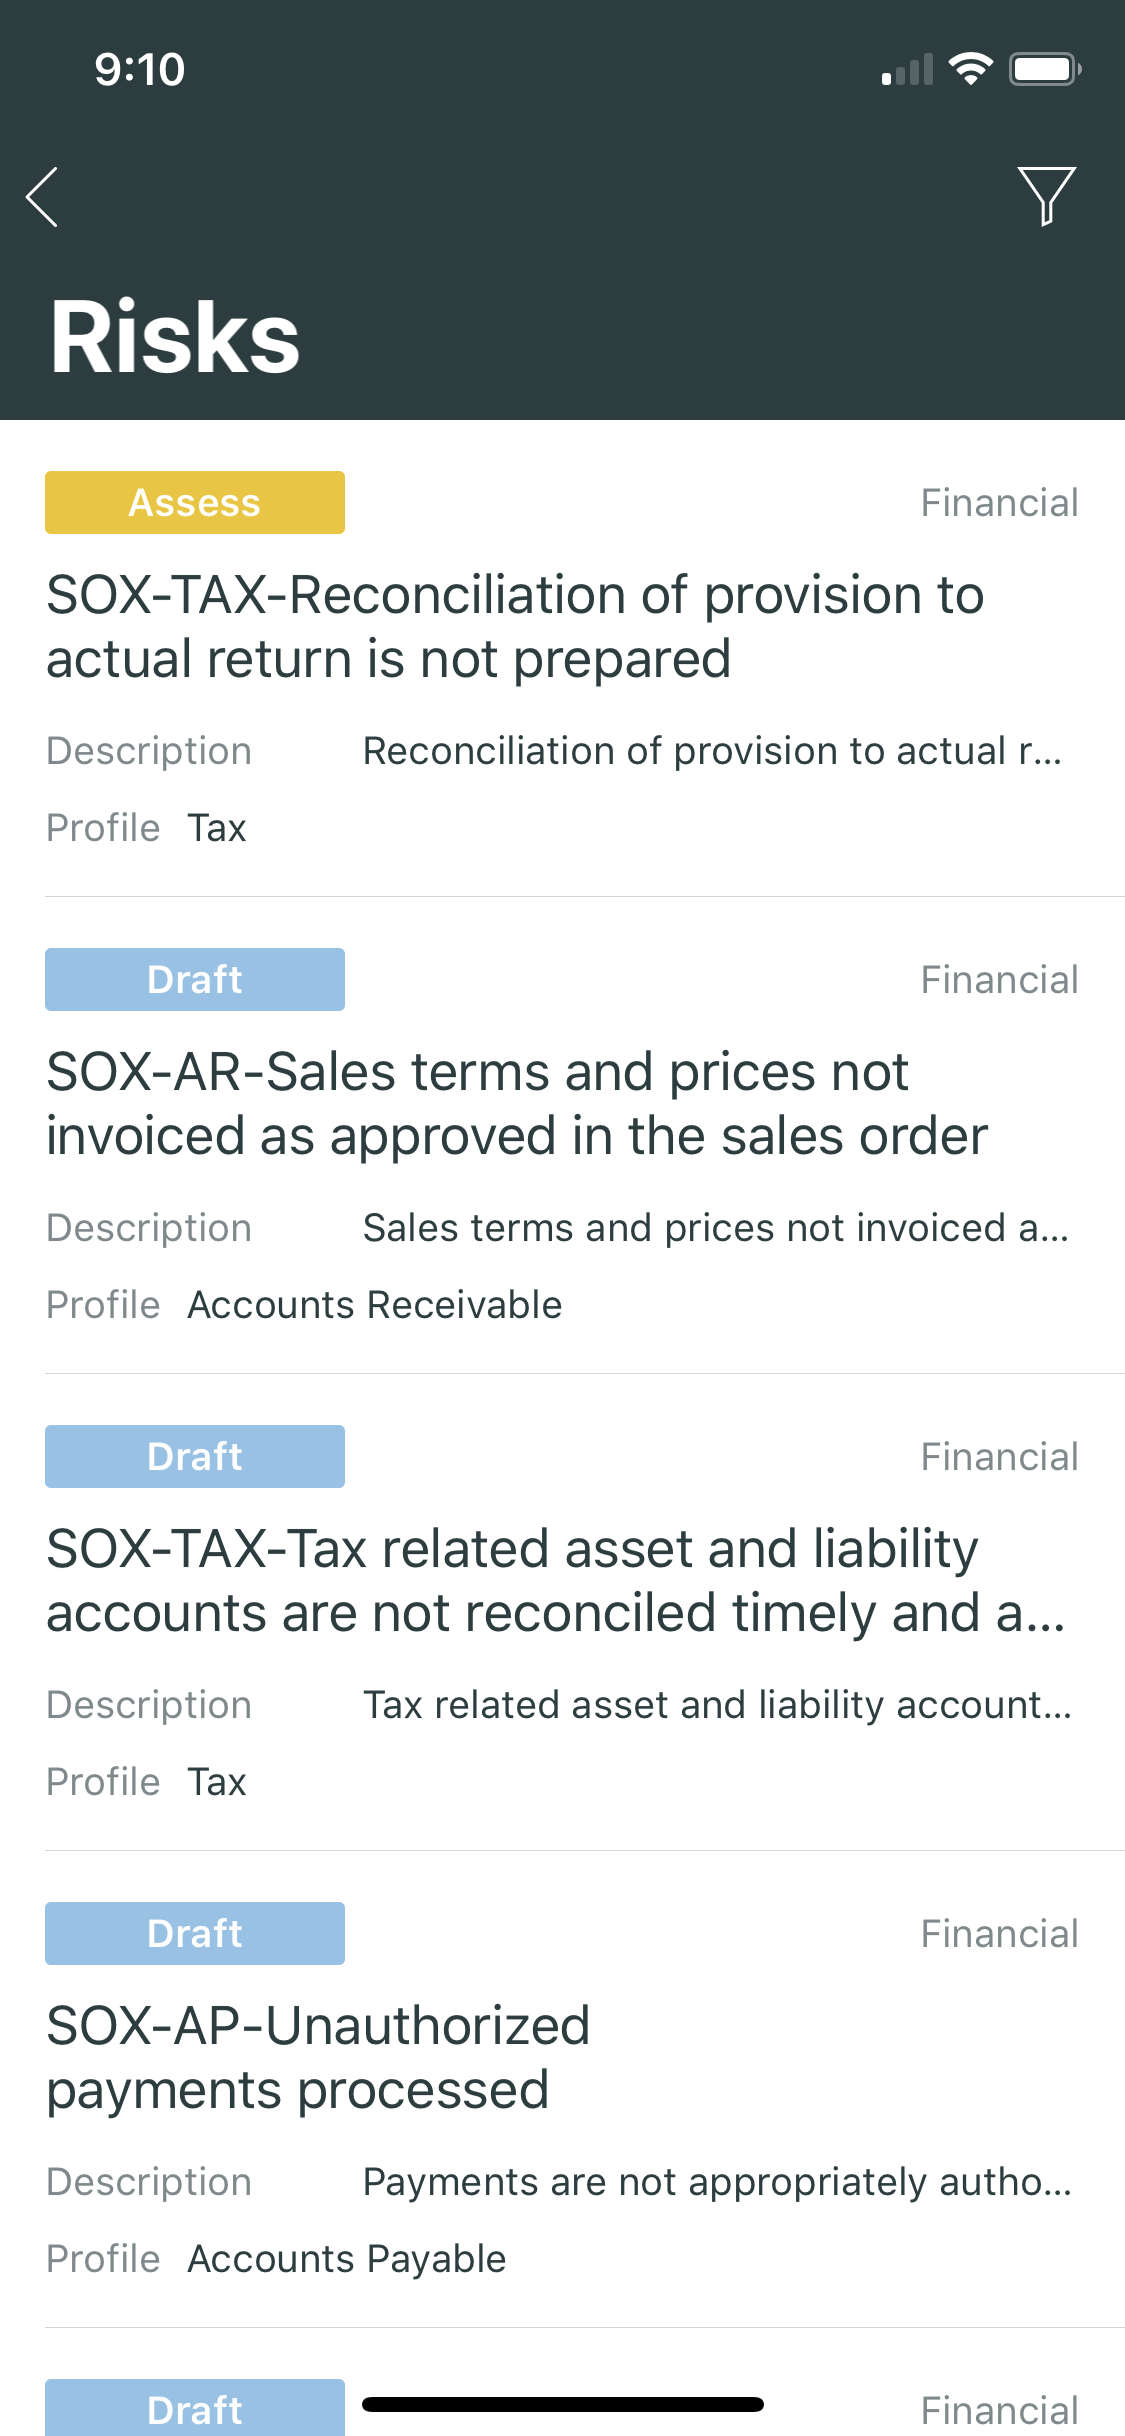 9:10
Risks
Assess
Financial
SOX-TAX-Reconciliation of provision to
actual return is not prepared
Description Reconciliation of provision to actual r...
Profile Tax
Draft
Financial
SOX-AR-Sales terms and prices not
invoiced as approved in the sales order
Description Sales terms and prices not invoiced a...
Profile Accounts Receivable
Draft
Financial
SOX-TAX-Tax related asset and liability
accounts are not reconciled timely and a...
Description Tax related asset and liability account...
Profile Tax
Draft
Financial
SOX-AP-Unauthorized
payments processed
Description Payments are not appropriately autho...
Profile Accounts Payable
Draft
Financial